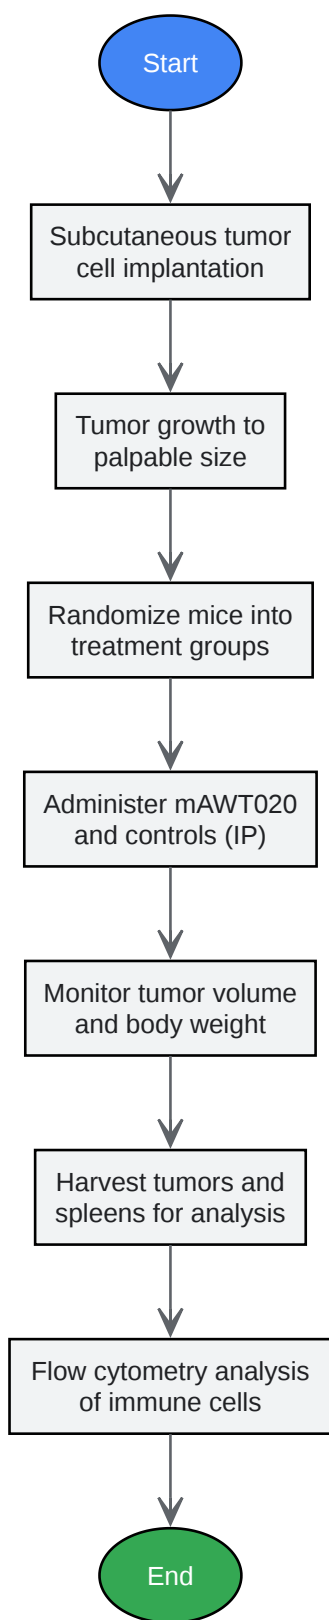 Start
Subcutaneous tumor
cell implantation
Tumor growth to
palpable size
Randomize mice into
treatment groups
Administer mAWT020
and controls (IP)
Monitor tumor volume
and body weight
Harvest tumors and
spleens for analysis
Flow cytometry analysis
of immune cells
End